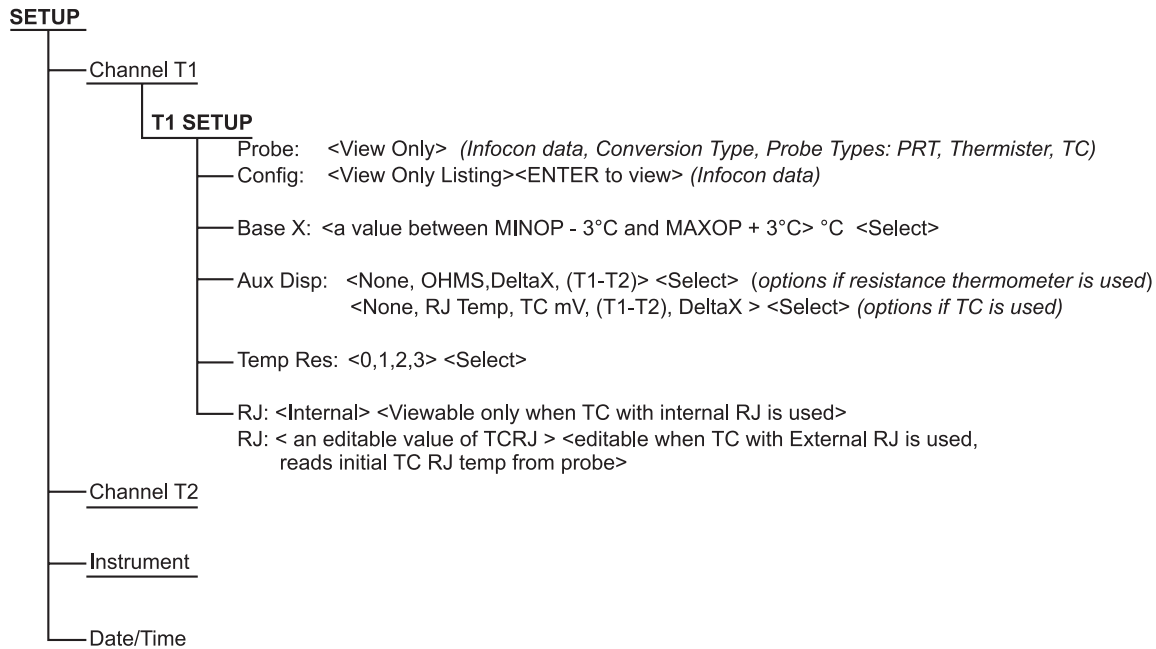 SETUP
Channel T1
T1 SETUP
Probe: <View Only> (Infocon data, Conversion Type, Probe Types: PRT, Thermister, TC)
Config: <View Only Listing><ENTER to view> (Infocon data)
Base X: <a value between MINOP - 3°C and MAXOP + 3°C> °C <Select>
Aux Disp: <None, OHMS,DeltaX, (T1-T2)> <Select> (options if resistance thermometer is used)
<None, RJ Temp, TC mV, (T1-T2), DeltaX > <Select> (options if TC is used)
Temp Res: <0,1,2,3> <Select>
RJ: <Internal> <Viewable only when TC with internal RJ is used>
RJ: < an editable value of TCRJ > <editable when TC with External RJ is used,
reads initial TC RJ temp from probe>
Channel T2
Instrument
Date/Time